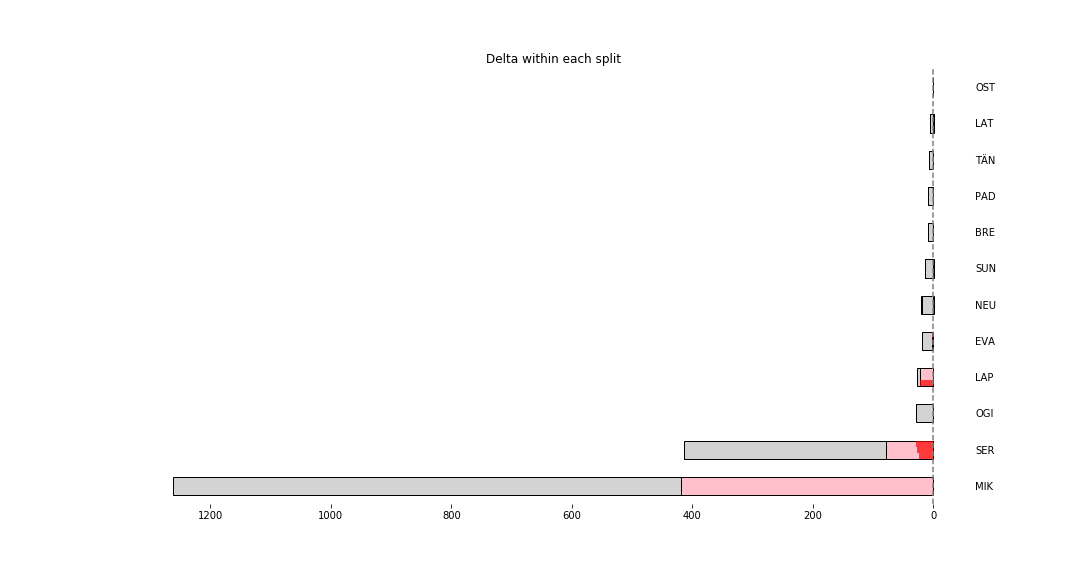 Delta within each split
OST
LAT
TÄN
PAD
BRE
SUN
NEU
EVA
LAP
OGI
SER
MIK
1200 1000 800 600 400 200 0